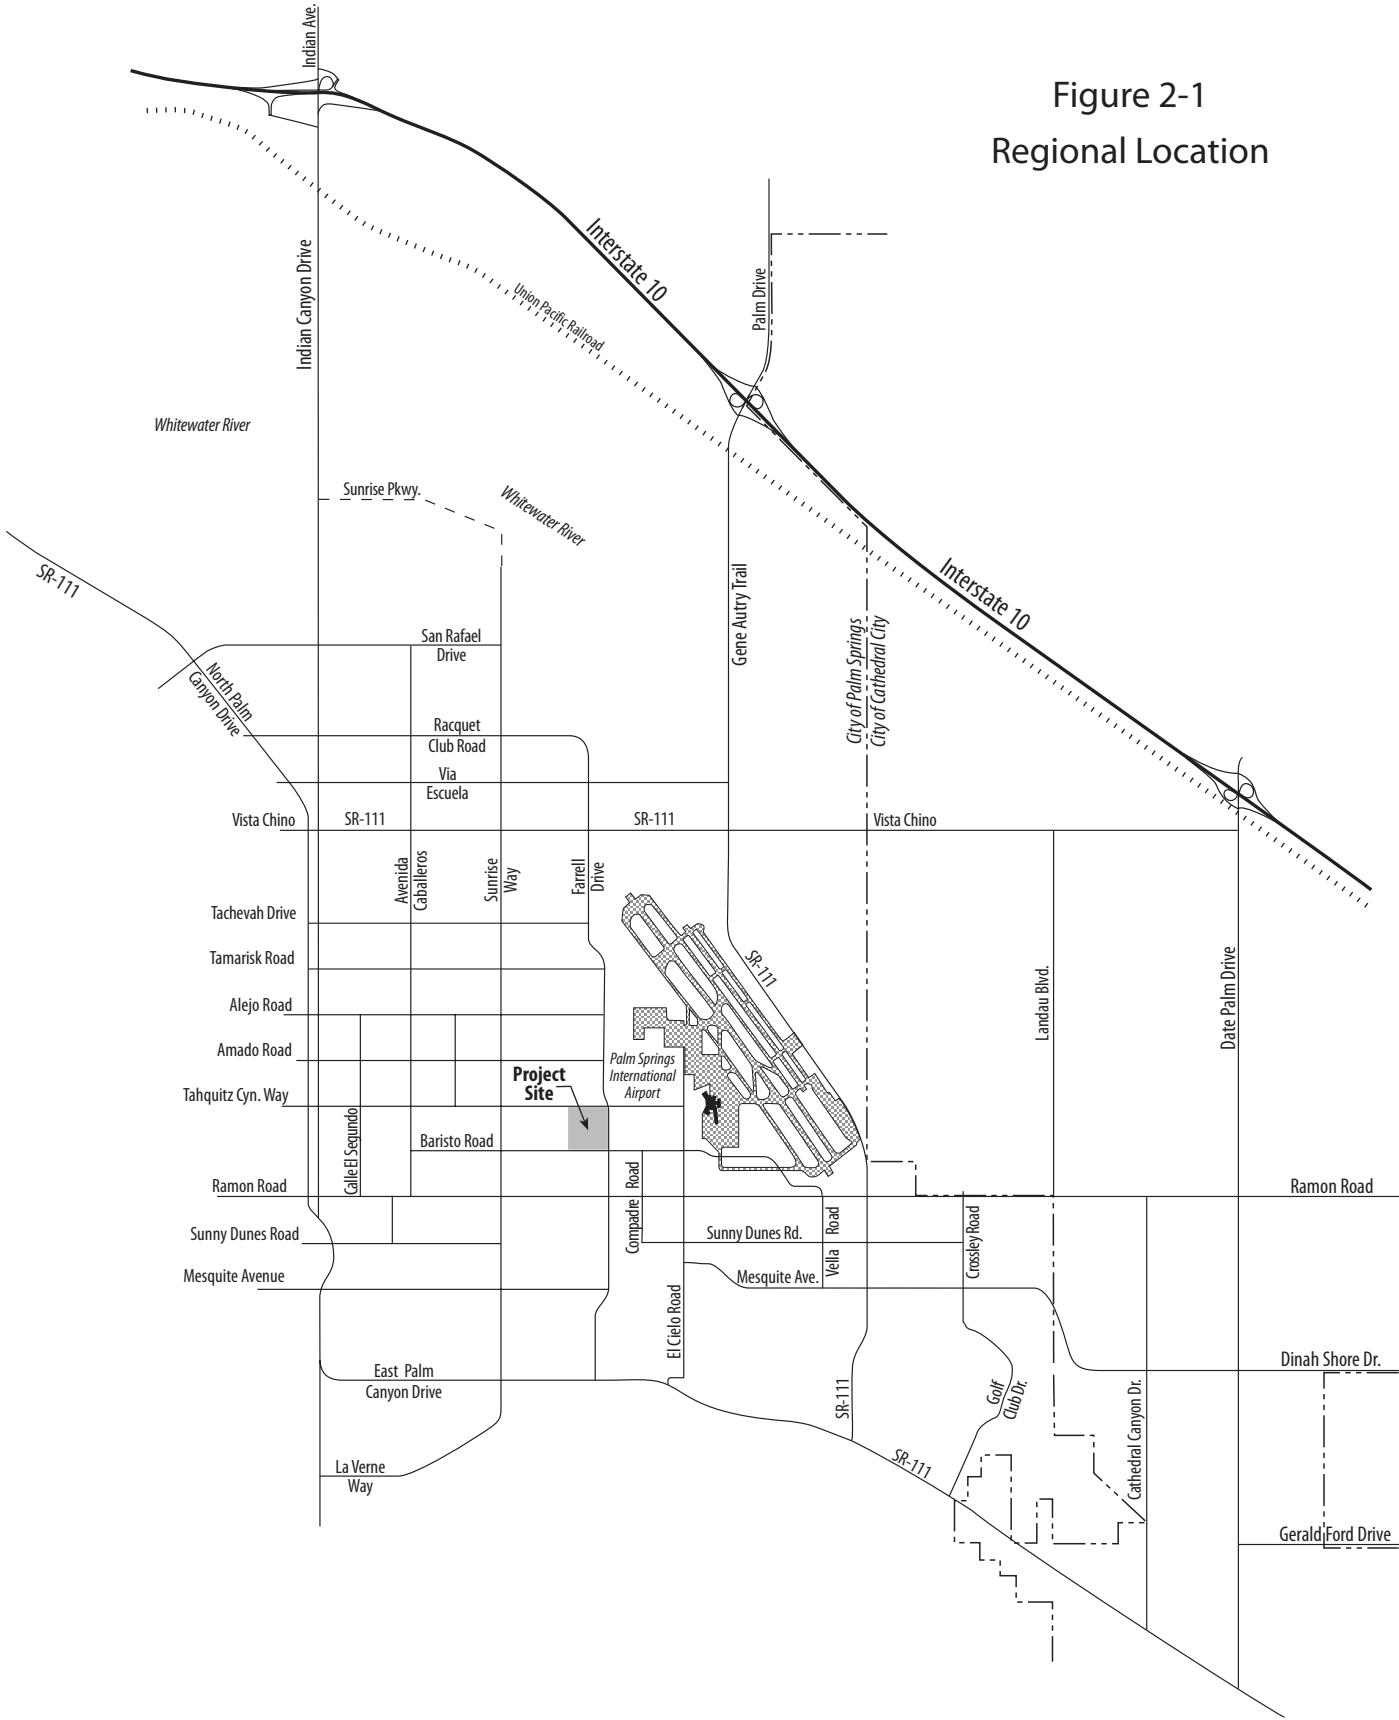 Indian Ave.
Figure 2-1
Regional Location
Indian Canyon Drive
Interstate 10
Palm Drive
Union Pacific Railroad
Whitewater River
Sunrise Pkwy.
Whitewater River
SR-111
Interstate 10
Gene Autry Trail
City of Palm Springs
City of Cathedral City
San Rafael
Drive
North Palm
Canyon Drive
Racquet
Club Road
Via
Escuela
Vista Chino
SR-111
SR-111
Vista Chino
Avenida
Caballeros
Sunrise
Way
Farrell
Drive
Tachevah Drive
Tamarisk Road
SR-111
Landau Blvd.
Date Palm Drive
Alejo Road
Amado Road
Palm Springs
International
Airport
Project
Site
Tahquitz Cyn. Way
Calle El Segundo
Baristo Road
Compadre Road
Ramon Road
Ramon Road
Sunny Dunes Road
Sunny Dunes Rd.
Vella Road
Crossley Road
Mesquite Avenue
Mesquite Ave.
El Cielo Road
East Palm
Canyon Drive
Dinah Shore Dr.
SR-111
Golf
Club Dr.
Cathedral Canyon Dr.
SR-111
La Verne
Way
Gerald Ford Drive